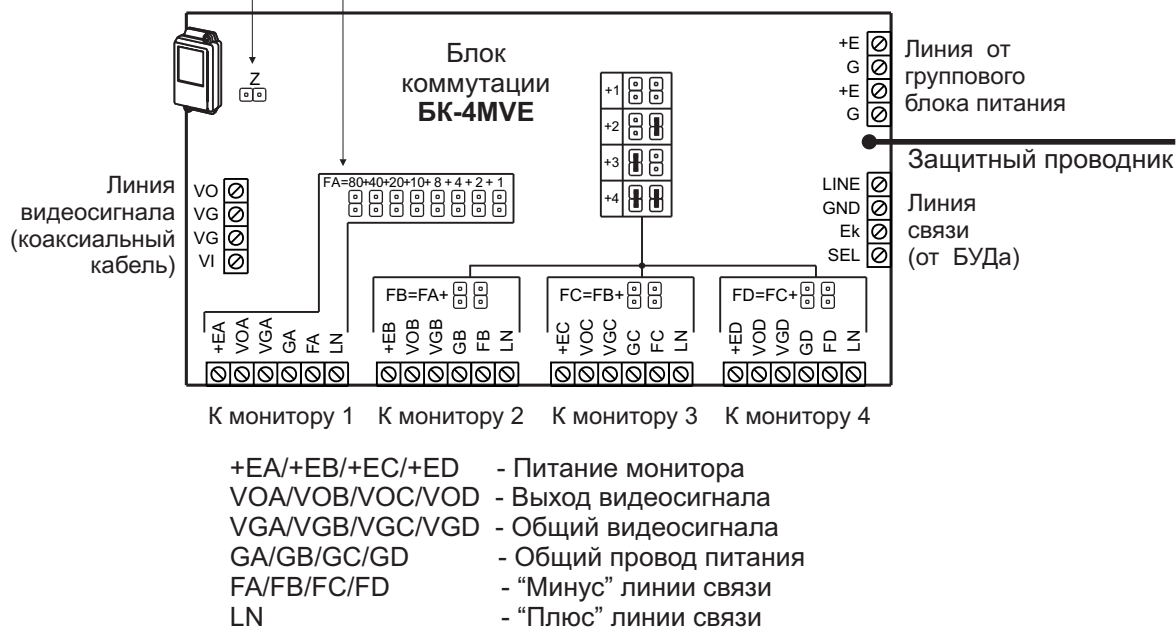 Z
Блок
коммутации
БК-4MVE
+1
+2
+3
+4
+E
G
+E
G
Линия от
группового
блока питания
Защитный проводник
LINE
GND
Ek
SEL
Линия
связи
(от БУДа)
Линия
видеосигнала
(коаксиальный
кабель)
VO
VG
VG
VI
FA=80+40+20+10+ 8 + 4 + 2 + 1
FB=FA+
FC=FB+
FD=FC+
+EA
VOA
VGA
GA
FA
LN
+EB
VOB
VGB
GB
FB
LN
+EC
VOC
VGC
GC
FC
LN
+ED
VOD
VGD
GD
FD
LN
К монитору 1
К монитору 2
К монитору 3
К монитору 4
+EA/+EB/+EC/+ED - Питание монитора
VOA/VOB/VOC/VOD - Выход видеосигнала
VGA/VGB/VGC/VGD - Общий видеосигнала
GA/GB/GC/GD - Общий провод питания
FA/FB/FC/FD - “Минус” линии связи
LN - “Плюс” линии связи